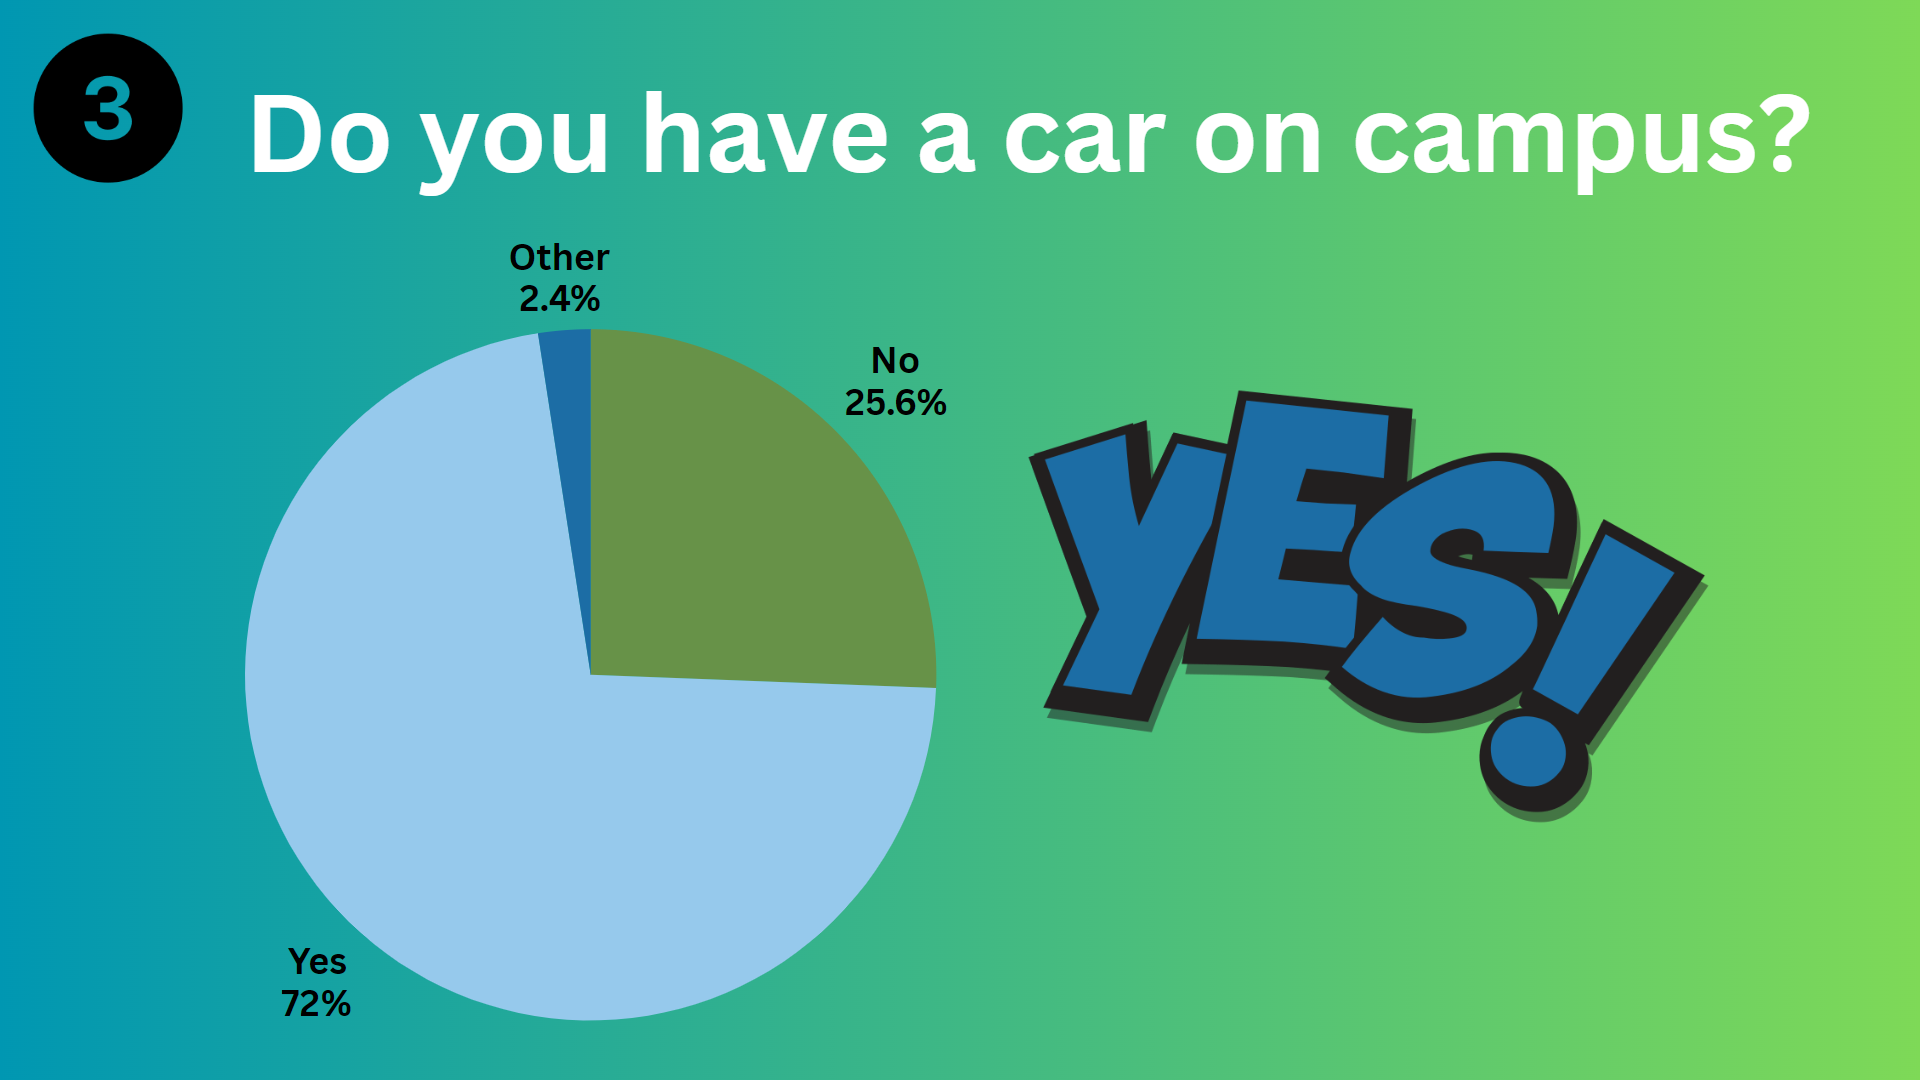 3
Do you have a car on campus?
Other
2.4%
No
25.6%
YES!
Yes
72%